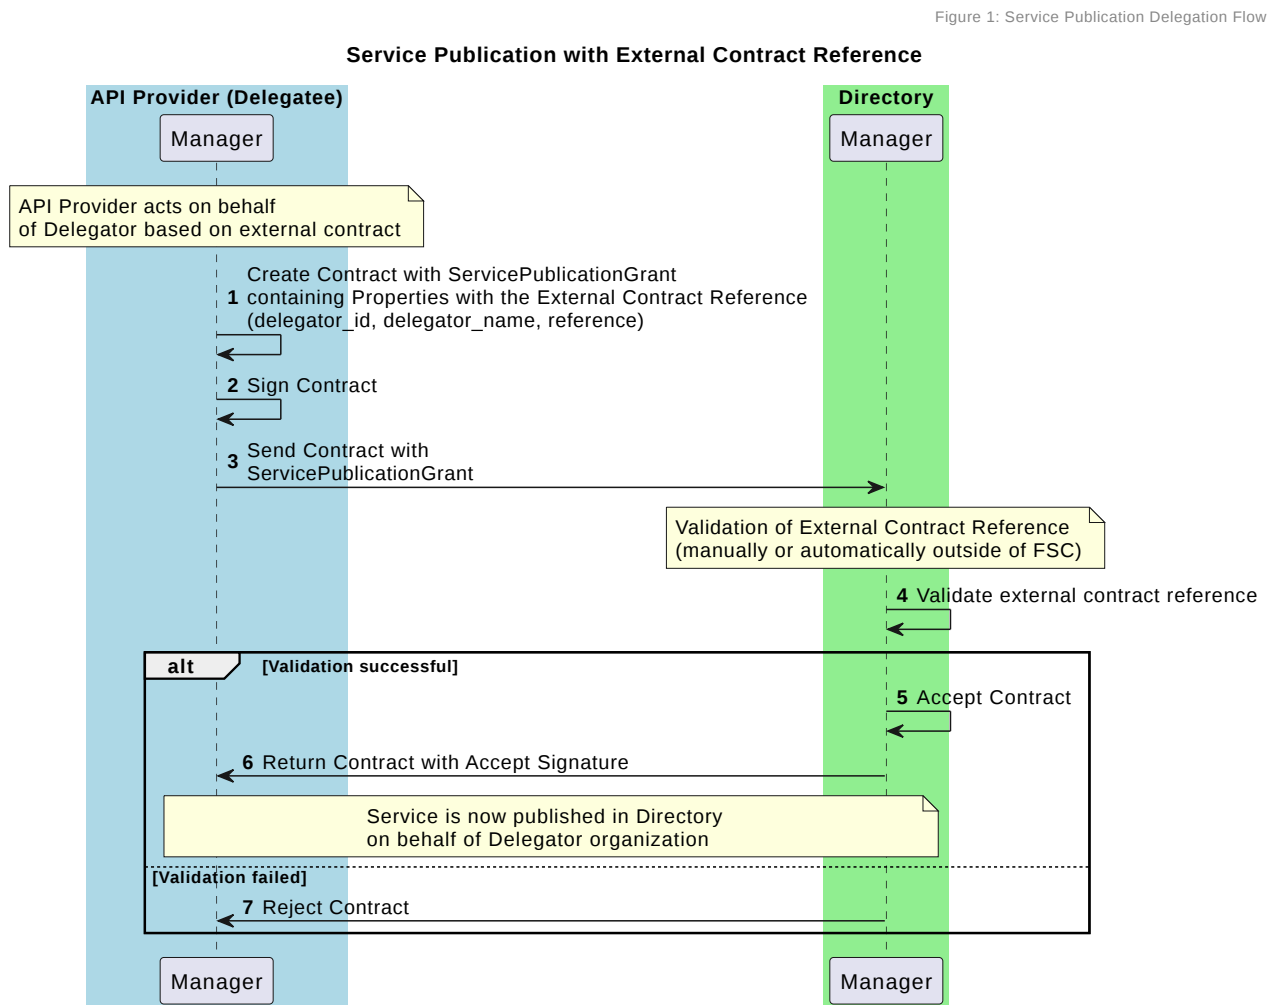 Figure 1: Service Publication Delegation Flow
Service Publication with External Contract Reference
API Provider (Delegatee)
Directory
Manager
Manager
API Provider acts on behalf
of Delegator based on external contract
Create Contract with ServicePublicationGrant
1 containing Properties with the External Contract Reference
(delegator_id, delegator_name, reference)
2 Sign Contract
3 Send Contract with
ServicePublicationGrant
Validation of External Contract Reference
(manually or automatically outside of FSC)
4 Validate external contract reference
alt [Validation successful]
5 Accept Contract
6 Return Contract with Accept Signature
Service is now published in Directory
on behalf of Delegator organization
[Validation failed]
7 Reject Contract
Manager
Manager